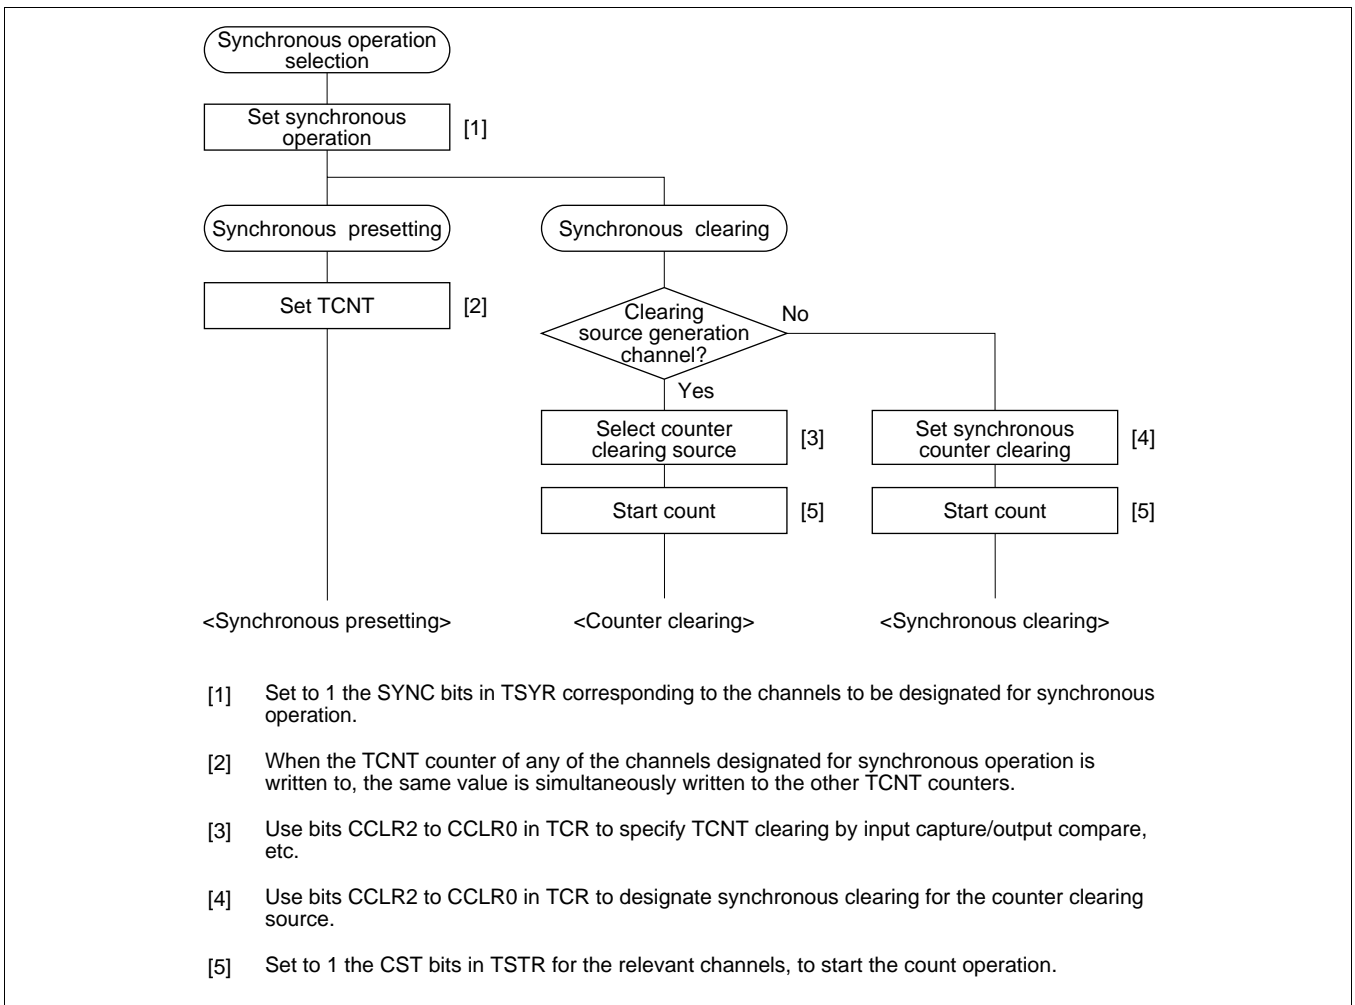 Synchronous operation
selection
Set synchronous
operation
[1]
Synchronous presetting
Synchronous clearing
Set TCNT
[2]
Clearing
source generation
channel?
No
Yes
Select counter
clearing source
[3]
Set synchronous
counter clearing
[4]
Start count
[5]
Start count
[5]
<Synchronous presetting>
<Counter clearing>
<Synchronous clearing>
[1] Set to 1 the SYNC bits in TSYR corresponding to the channels to be designated for synchronous
operation.
[2] When the TCNT counter of any of the channels designated for synchronous operation is
written to, the same value is simultaneously written to the other TCNT counters.
[3] Use bits CCLR2 to CCLR0 in TCR to specify TCNT clearing by input capture/output compare,
etc.
[4] Use bits CCLR2 to CCLR0 in TCR to designate synchronous clearing for the counter clearing
source.
[5] Set to 1 the CST bits in TSTR for the relevant channels, to start the count operation.